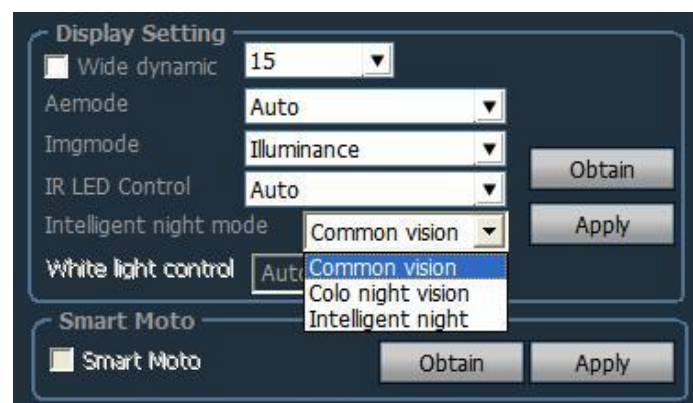 Display Setting
Wide dynamic 15
Aemode Auto
Imgmode Illuminance
Obtain
IR LED Control Auto
Intelligent night mode Common vision Apply
White light control Common vision
Colo night vision
Intelligent night
Smart Moto
Smart Moto Obtain Apply